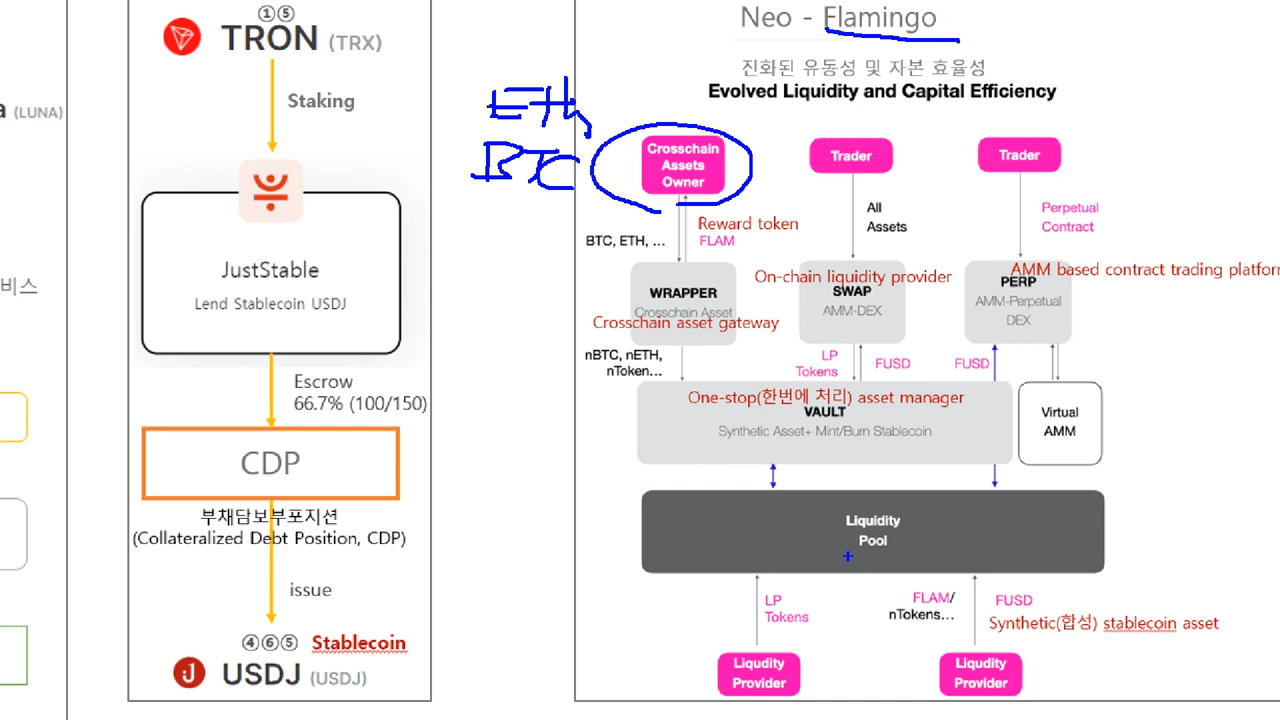 a (LUNA)
비스
①⑤
TRON (TRX)
Staking
JustStable
Lend Stablecoin USDJ
Escrow
66.7% (100/150)
CDP
부채담보부포지션
(Collateralized Debt Position, CDP)
issue
④⑥⑤ Stablecoin
USDJ (USDJ)
Neo - Flamingo
진화된 유동성 및 자본 효율성
Evolved Liquidity and Capital Efficiency
Eth,
BTC
Crosschain
Assets
Owner
Trader
Trader
BTC, ETH, ...
Reward token
FLAM
All
Assets
Perpetual
Contract
WRAPPER
Crosschain Asset
Crosschain asset gateway
On-chain liquidity provider
SWAP
AMM-DEX
AMM based contract trading platform
PERP
AMM-Perpetual
DEX
nBTC, nETH,
nToken...
LP
Tokens
FUSD
FUSD
One-stop(한번에 처리) asset manager
VAULT
Synthetic Asset+ Mint/Burn Stablecoin
Virtual
AMM
Liquidity
Pool
LP
Tokens
FLAM/
nTokens...
FUSD
Synthetic(합성) stablecoin asset
Liqudity
Provider
Liqudity
Provider